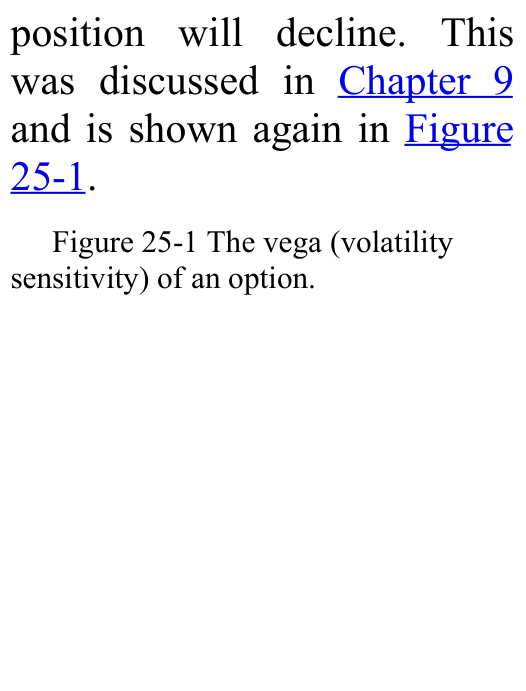 position will decline. This
was discussed in Chapter 9
and is shown again in Figure
25-1.
Figure 25-1 The vega (volatility
sensitivity) of an option.